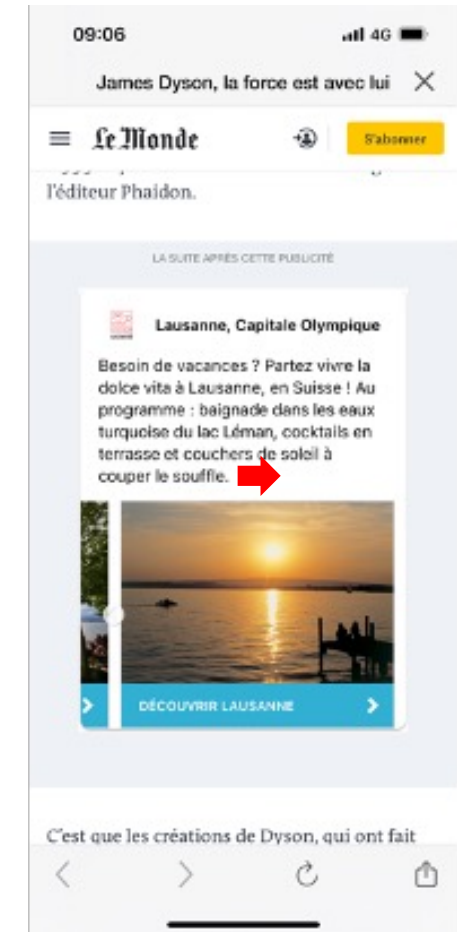 09:06
4G
James Dyson, la force est avec lui
Le Monde
S'abonner
l'éditeur Phaidon.
LA SUITE APRÈS CETTE PUBLICITÉ
Lausanne, Capitale Olympique
Besoin de vacances ? Partez vivre la
dolce vita à Lausanne, en Suisse ! Au
programme : baignade dans les eaux
turquoise du lac Léman, cocktails en
terrasse et couchers de soleil à
couper le souffle.
DÉCOUVRIR LAUSANNE
C'est que les créations de Dyson, qui ont fait